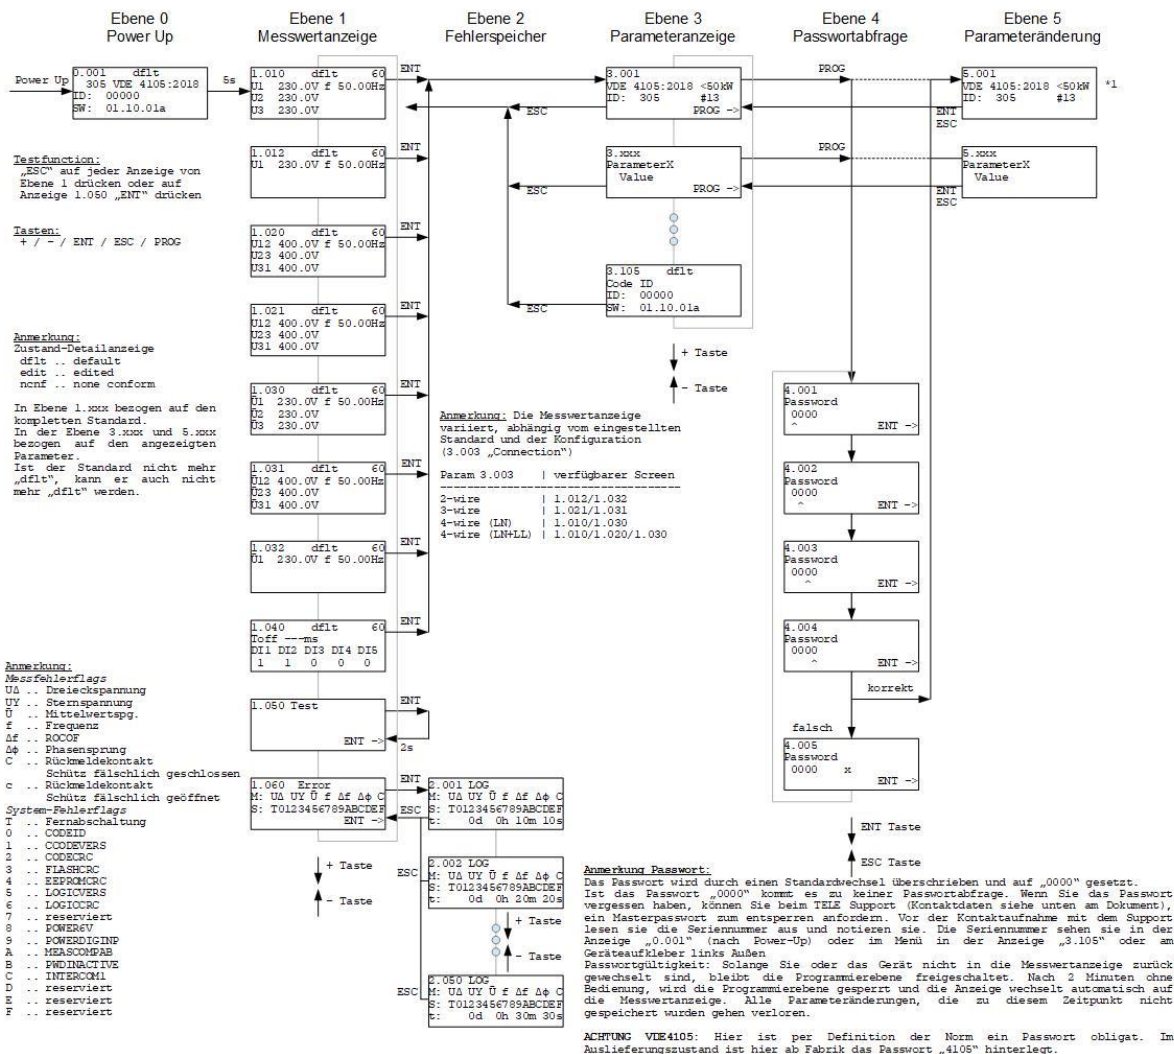 Ebene 0
Power Up
Ebene 1
Messwertanzeige
Ebene 2
Fehlerspeicher
Ebene 3
Parameteranzeige
Ebene 4
Passwortabfrage
Ebene 5
Parameteränderung
Power Up
0.001 dflt
305 VDE 4105:2018
ID: 00000
SW: 01.10.01a
5s
1.010 dflt 60
U1 230.0V f 50.00Hz
U2 230.0V
U3 230.0V
ENT
ESC
3.001
VDE 4105:2018 <50kW
ID: 305 #13
PROG ->
PROG
5.001
VDE 4105:2018 <50kW
ID: 305 #13
*1
ENT
ESC
Testfunction:
„ESC“ auf jeder Anzeige von
Ebene 1 drücken oder auf
Anzeige 1.050 „ENT“ drücken
Tasten:
+ / - / ENT / ESC / PROG
1.012 dflt 60
U1 230.0V f 50.00Hz
ENT
ESC
3.xxx
ParameterX
Value
PROG ->
PROG
5.xxx
ParameterX
Value
ENT
ESC
1.020 dflt 60
U12 400.0V f 50.00Hz
U23 400.0V
U31 400.0V
ENT
3.105 dflt
Code ID
ID: 00000
SW: 01.10.01a
ESC
1.021 dflt 60
U12 400.0V f 50.00Hz
U23 400.0V
U31 400.0V
ENT
+ Taste
- Taste
Anmerkung:
Zustand-Detailanzeige
dflt .. default
edit .. edited
ncnf .. none conform
In Ebene 1.xxx bezogen auf den
kompletten Standard.
In der Ebene 3.xxx und 5.xxx
bezogen auf den angezeigten
Parameter.
Ist der Standard nicht mehr
„dflt“, kann er auch nicht
mehr „dflt“ werden.
1.030 dflt 60
Ū1 230.0V f 50.00Hz
Ū2 230.0V
Ū3 230.0V
ENT
1.031 dflt 60
Ū12 400.0V f 50.00Hz
Ū23 400.0V
Ū31 400.0V
ENT
1.032 dflt 60
Ū1 230.0V f 50.00Hz
ENT
1.040 dflt 60
Toff ---ms
DI1 DI2 DI3 DI4 DI5
1 1 0 0 0
ENT
1.050 Test
ENT ->
ENT
2s
1.060 Error
M: UΔ UY Ū f Δf Δφ C
S: T0123456789ABCDEF
ENT ->
ENT
ESC
+ Taste
- Taste
Anmerkung: Die Messwertanzeige
variiert, abhängig vom eingestellten
Standard und der Konfiguration
(3.003 „Connection“)
Param 3.003 | verfügbarer Screen
2-wire | 1.012/1.032
3-wire | 1.021/1.031
4-wire (LN) | 1.010/1.030
4-wire (LN+LL) | 1.010/1.020/1.030
4.001
Password
0000
^
ENT ->
4.002
Password
0000
^
ENT ->
4.003
Password
0000
^
ENT ->
4.004
Password
0000
^
ENT ->
korrekt
falsch
4.005
Password
0000 x
ENT ->
ENT Taste
ESC Taste
Anmerkung:
Messfehlerflags
UΔ .. Dreieckspannung
UY .. Sternspannung
Ū .. Mittelwertspg.
f .. Frequenz
Δf .. ROCOF
Δφ .. Phasensprung
C .. Rückmeldekontakt
Schütz fälschlich geschlossen
c .. Rückmeldekontakt
Schütz fälschlich geöffnet
System-Fehlerflags
T .. Fernabschaltung
0 .. CODEID
1 .. CCODEVERS
2 .. CODECRC
3 .. FLASHCRC
4 .. EEPROMCRC
5 .. LOGICVERS
6 .. LOGICCRC
7 .. reserviert
8 .. POWER6V
9 .. POWERDIGINP
A .. MEASCOMPAB
B .. PWDINACTIVE
C .. INTERCOM1
D .. reserviert
E .. reserviert
F .. reserviert
2.001 LOG
M: UΔ UY Ū f Δf Δφ C
S: T0123456789ABCDEF
t: 0d 0h 10m 10s
ESC
2.002 LOG
M: UΔ UY Ū f Δf Δφ C
S: T0123456789ABCDEF
t: 0d 0h 20m 20s
+ Taste
- Taste
ESC
2.050 LOG
M: UΔ UY Ū f Δf Δφ C
S: T0123456789ABCDEF
t: 0d 0h 30m 30s
Anmerkung Passwort:
Das Passwort wird durch einen Standardwechsel überschrieben und auf „0000“ gesetzt.
Ist das Passwort „0000“ kommt es zu keiner Passwortabfrage. Wenn Sie das Passwort
vergessen haben, können Sie beim TELE Support (Kontaktdaten siehe unten am Dokument),
ein Masterpasswort zum entsperren anfordern. Vor der Kontaktaufnahme mit dem Support
lesen sie die Seriennummer aus und notieren sie. Die Seriennummer sehen sie in der
Anzeige „0.001“ (nach Power-Up) oder im Menü in der Anzeige „3.105“ oder am
Geräteaufkleber links Außen
Passwortgültigkeit: Solange Sie oder das Gerät nicht in die Messwertanzeige zurück
gewechselt sind, bleibt die Programmierebene freigeschaltet. Nach 2 Minuten ohne
Bedienung, wird die Programmierebene gesperrt und die Anzeige wechselt automatisch auf
die Messwertanzeige. Alle Parameteränderungen, die zu diesem Zeitpunkt nicht
gespeichert wurden gehen verloren.
ACHTUNG VDE4105: Hier ist per Definition der Norm ein Passwort obligat. Im
Auslieferungszustand ist hier ab Fabrik das Passwort „4105“ hinterlegt.